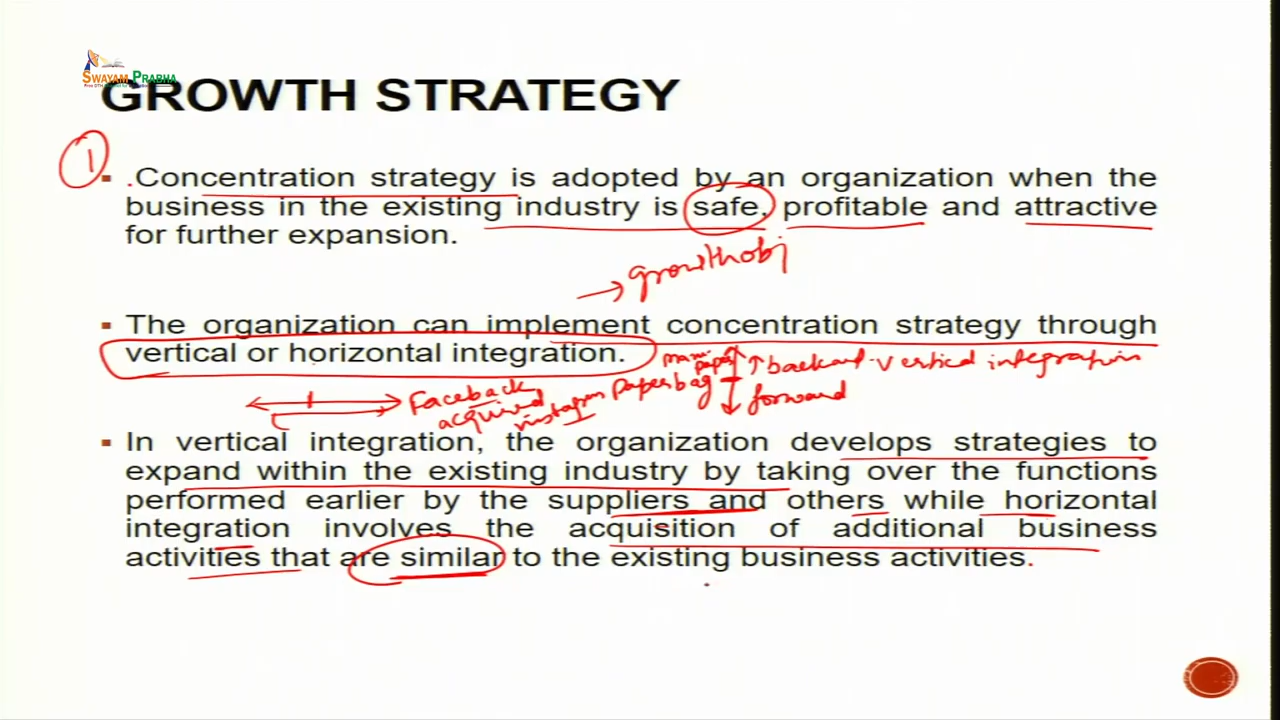 SWAYAM PRABHA
GROWTH STRATEGY
1
.Concentration strategy is adopted by an organization when the
business in the existing industry is safe, profitable and attractive
for further expansion.
→ growth obj
The organization can implement concentration strategy through
vertical or horizontal integration.
paper ↑ backward - vertical integration
Facebook paperbag forward
acquired
In vertical integration, the organization develops strategies to
expand within the existing industry by taking over the functions
performed earlier by the suppliers and others while horizontal
integration involves the acquisition of additional business
activities that are similar to the existing business activities.